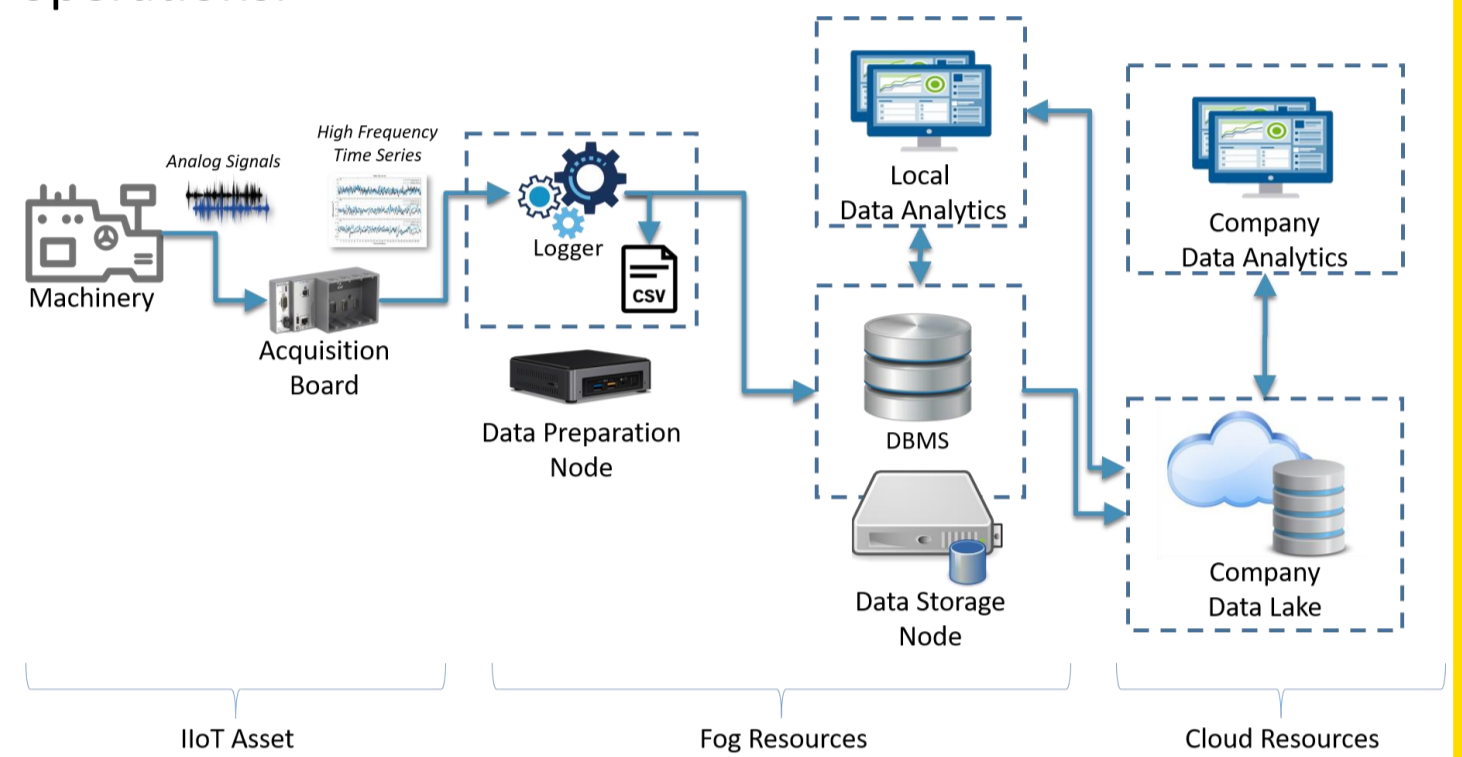 Analog Signals
High Frequency
Time Series
Machinery
Acquisition
Board
Logger
CSV
Data Preparation
Node
Local
Data Analytics
DBMS
Data Storage
Node
Company
Data Analytics
Company
Data Lake
IIoT Asset
Fog Resources
Cloud Resources